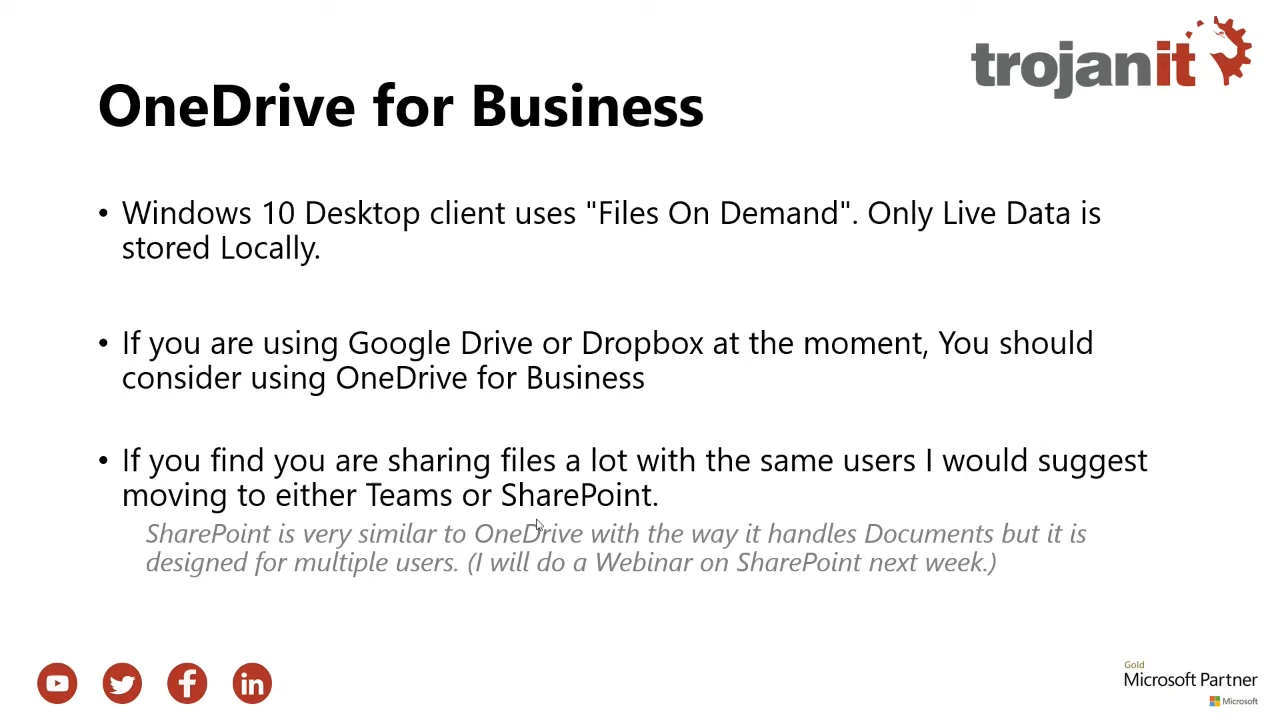 trojanit
OneDrive for Business
• Windows 10 Desktop client uses "Files On Demand". Only Live Data is
stored Locally.
• If you are using Google Drive or Dropbox at the moment, You should
consider using OneDrive for Business
• If you find you are sharing files a lot with the same users I would suggest
moving to either Teams or SharePoint.
SharePoint is very similar to OneDrive with the way it handles Documents but it is
designed for multiple users. (I will do a Webinar on SharePoint next week.)
Gold
Microsoft Partner
Microsoft